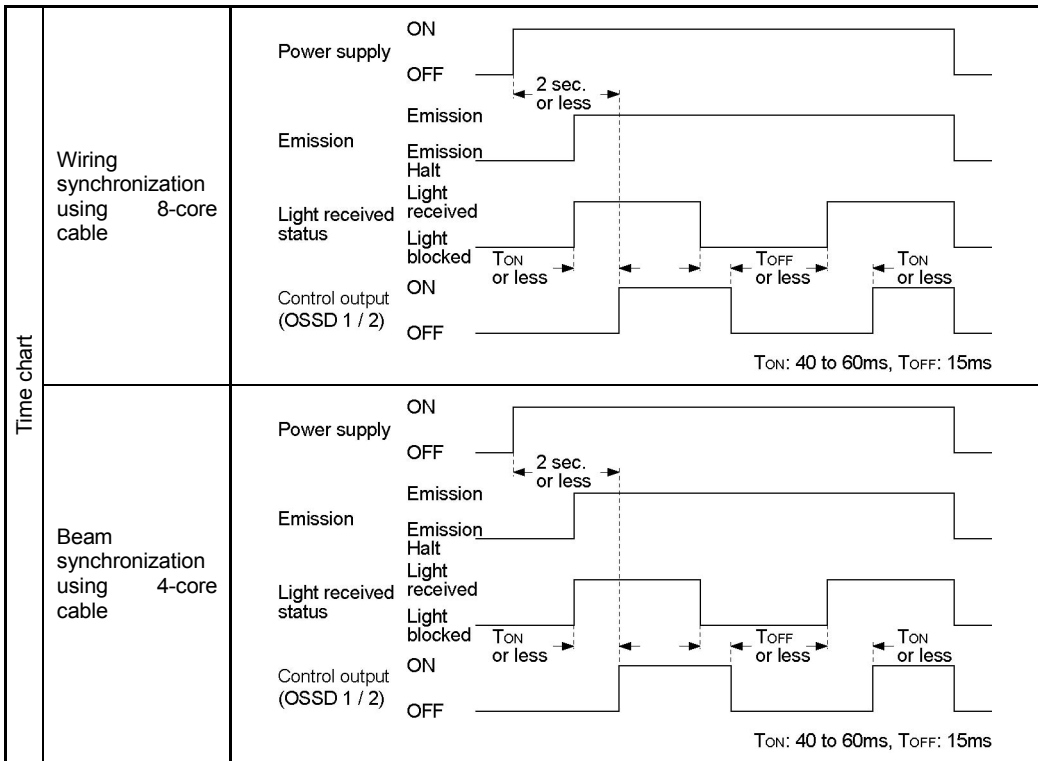 Time chart
Wiring
synchronization
using 8-core
cable
Power supply
ON
OFF
2 sec.
or less
Emission
Emission
Emission
Halt
Light received
status
Light
received
Light
blocked
TON
or less
TOFF
or less
TON
or less
Control output
(OSSD 1 / 2)
ON
OFF
TON: 40 to 60ms, TOFF: 15ms
Beam
synchronization
using 4-core
cable
Power supply
ON
OFF
2 sec.
or less
Emission
Emission
Emission
Halt
Light received
status
Light
received
Light
blocked
TON
or less
TOFF
or less
TON
or less
Control output
(OSSD 1 / 2)
ON
OFF
TON: 40 to 60ms, TOFF: 15ms